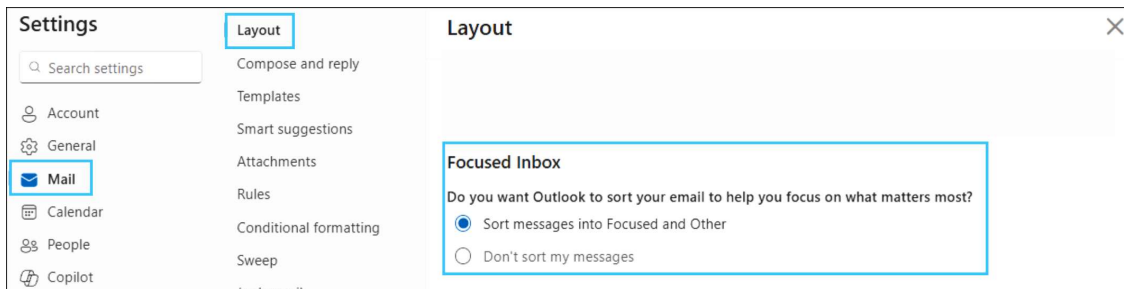 Settings
Search settings
Account
General
Mail
Calendar
People
Copilot
Layout
Compose and reply
Templates
Smart suggestions
Attachments
Rules
Conditional formatting
Sweep
Layout
Focused Inbox
Do you want Outlook to sort your email to help you focus on what matters most?
Sort messages into Focused and Other
Don't sort my messages